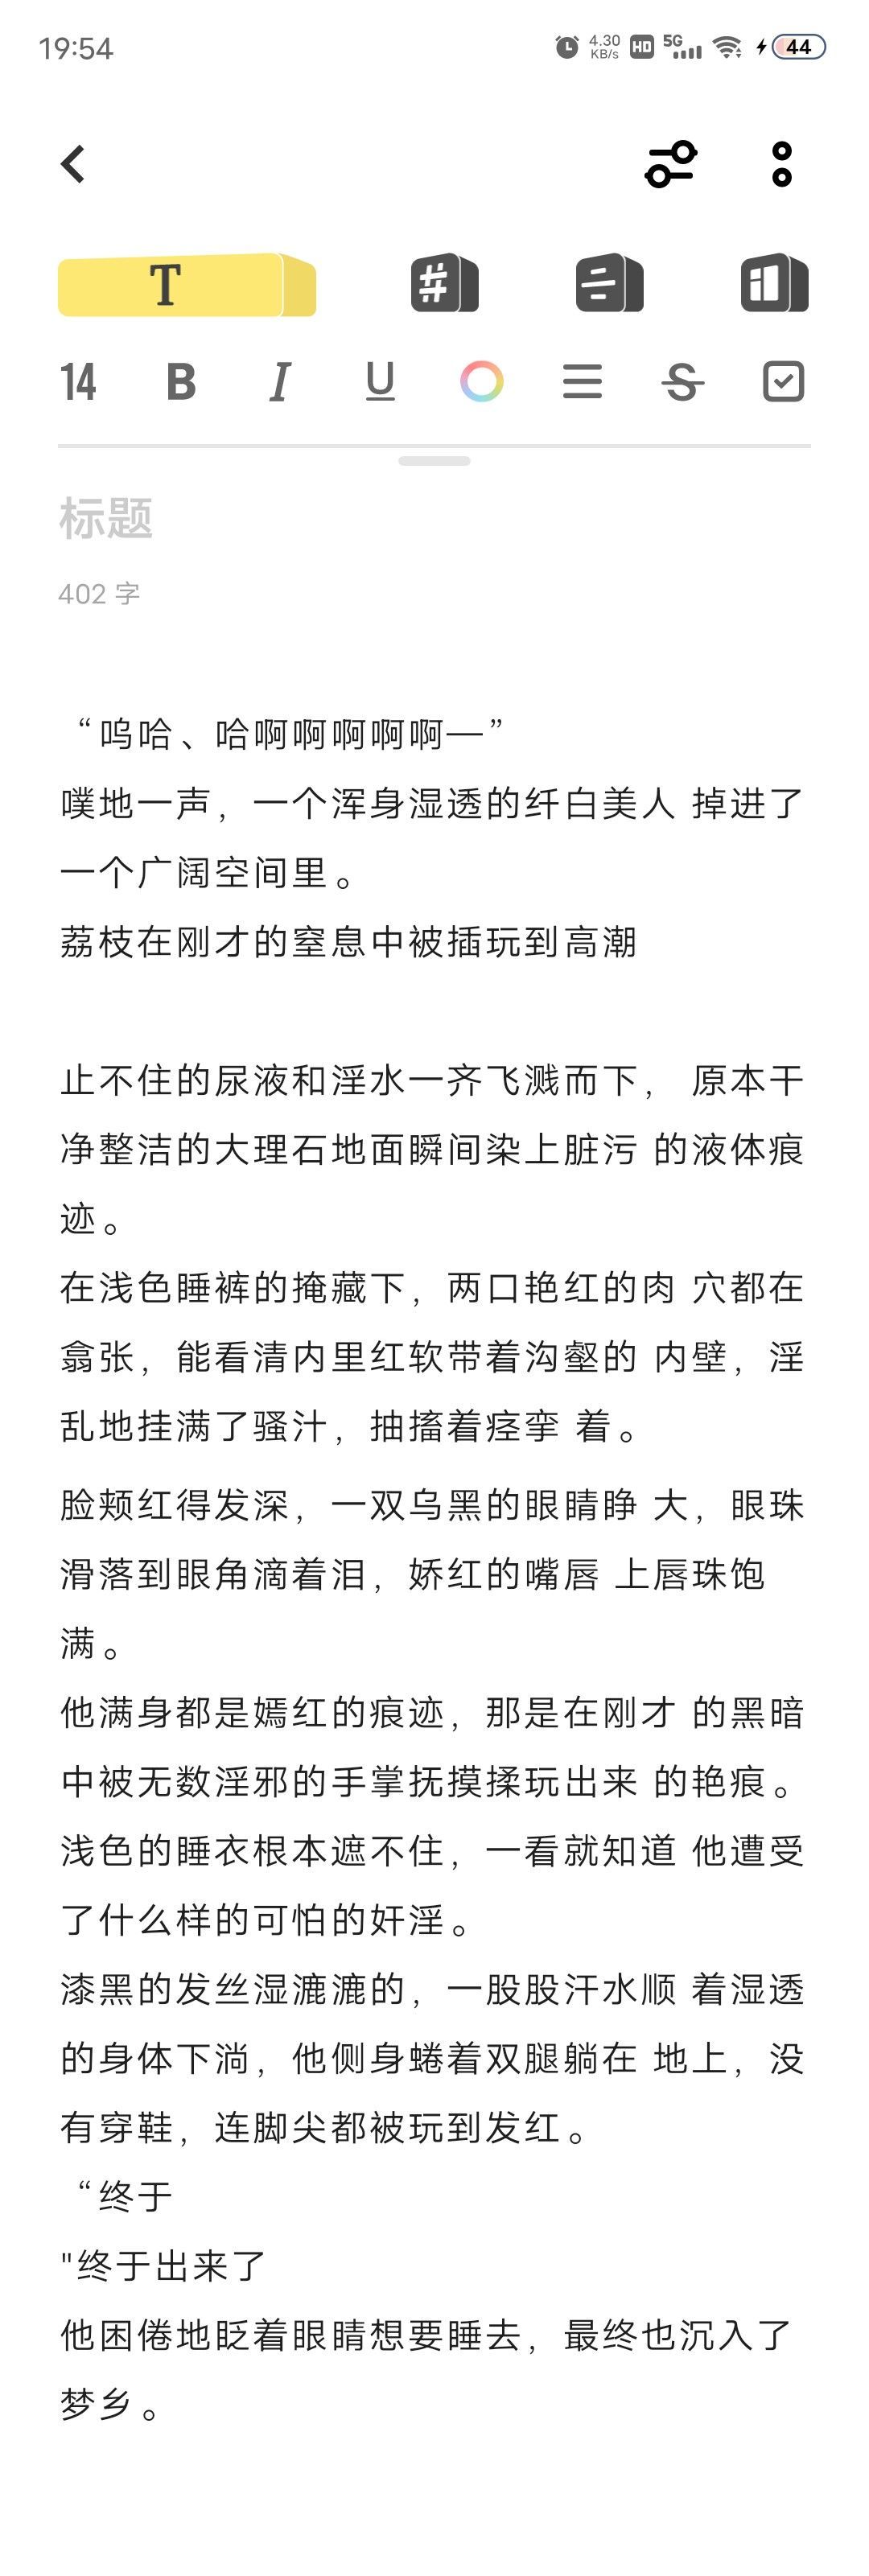 19:54
4.30
KB/s
HD
5G
44
T
#
14
B
I
U
S
标题
402 字
“呜哈、哈啊啊啊啊啊—”
噗地一声，一个浑身湿透的纤白美人 掉进了
一个广阔空间里。
荔枝在刚才的窒息中被插玩到高潮
止不住的尿液和淫水一齐飞溅而下， 原本干
净整洁的大理石地面瞬间染上脏污 的液体痕
迹。
在浅色睡裤的掩藏下，两口艳红的肉 穴都在
翕张，能看清内里红软带着沟壑的 内壁，淫
乱地挂满了骚汁，抽搐着痉挛 着。
脸颊红得发深，一双乌黑的眼睛睁 大，眼珠
滑落到眼角滴着泪，娇红的嘴唇 上唇珠饱
满。
他满身都是嫣红的痕迹，那是在刚才 的黑暗
中被无数淫邪的手掌抚摸揉玩出来 的艳痕。
浅色的睡衣根本遮不住，一看就知道 他遭受
了什么样的可怕的奸淫。
漆黑的发丝湿漉漉的，一股股汗水顺 着湿透
的身体下淌，他侧身蜷着双腿躺在 地上，没
有穿鞋，连脚尖都被玩到发红。
“终于
"终于出来了
他困倦地眨着眼睛想要睡去，最终也沉入了
梦乡。